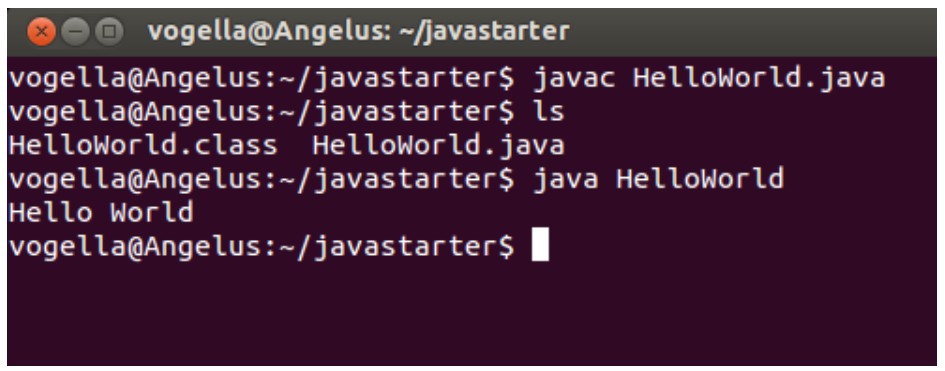 vogella@Angelus: ~/javastarter
vogella@Angelus:~/javastarter$ javac HelloWorld.java
vogella@Angelus:~/javastarter$ ls
HelloWorld.class  HelloWorld.java
vogella@Angelus:~/javastarter$ java HelloWorld
Hello World
vogella@Angelus:~/javastarter$